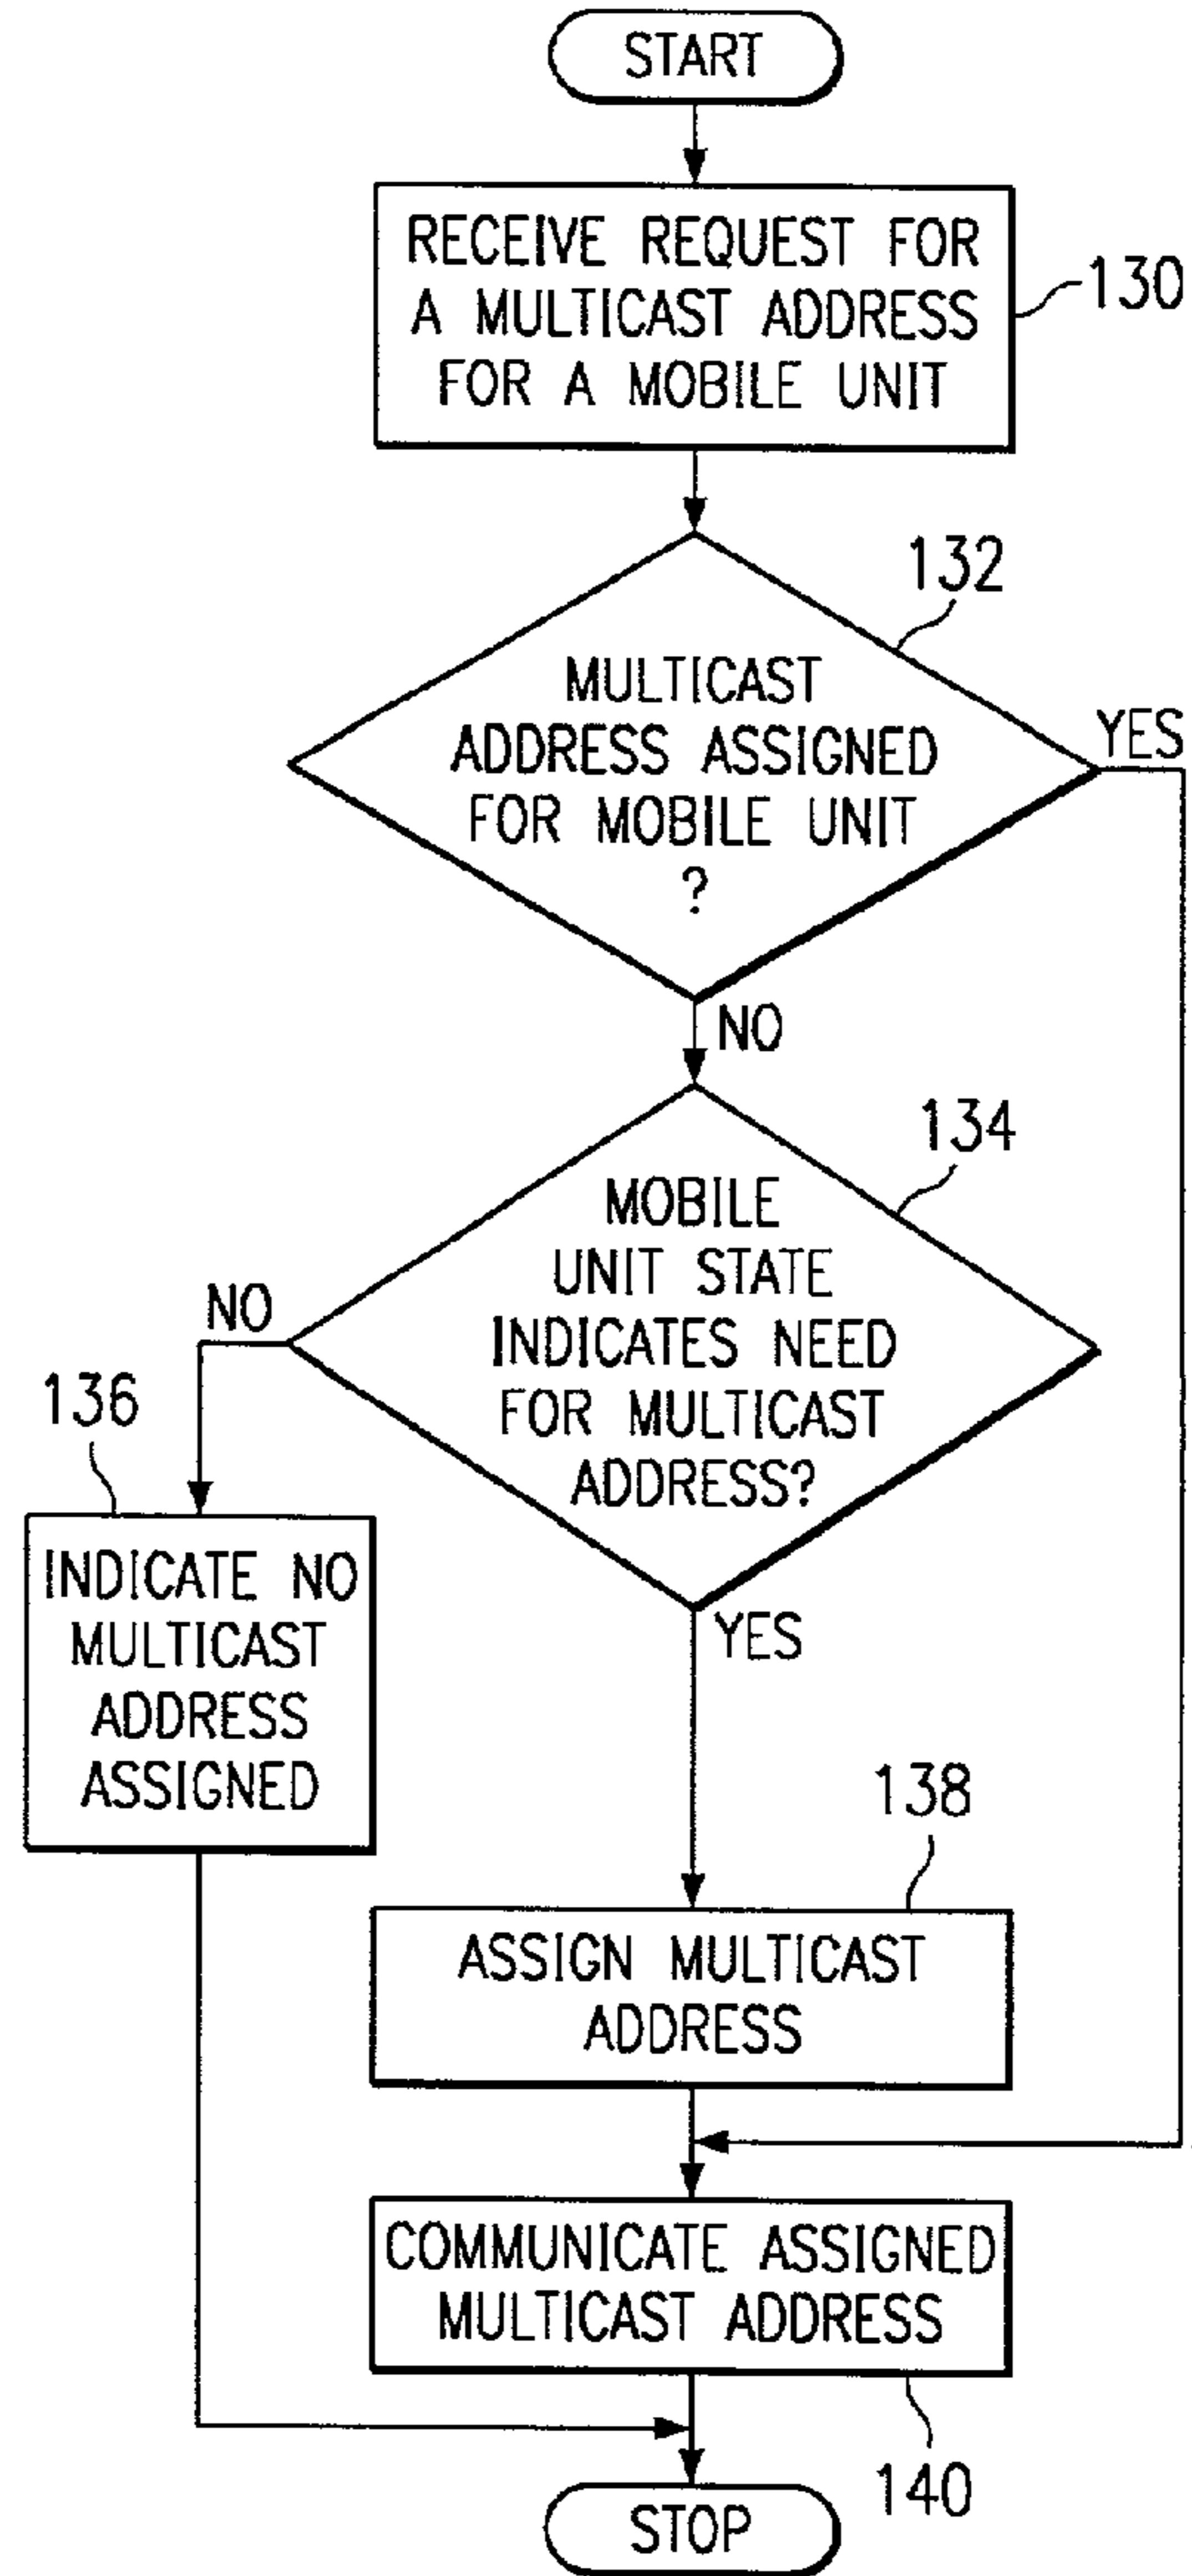 START
RECEIVE REQUEST FOR
A MULTICAST ADDRESS
FOR A MOBILE UNIT
130
132
MULTICAST
ADDRESS ASSIGNED
FOR MOBILE UNIT
?
YES
NO
134
MOBILE
UNIT STATE
INDICATES NEED
FOR MULTICAST
ADDRESS?
NO
136
INDICATE NO
MULTICAST
ADDRESS
ASSIGNED
YES
138
ASSIGN MULTICAST
ADDRESS
COMMUNICATE ASSIGNED
MULTICAST ADDRESS
140
STOP